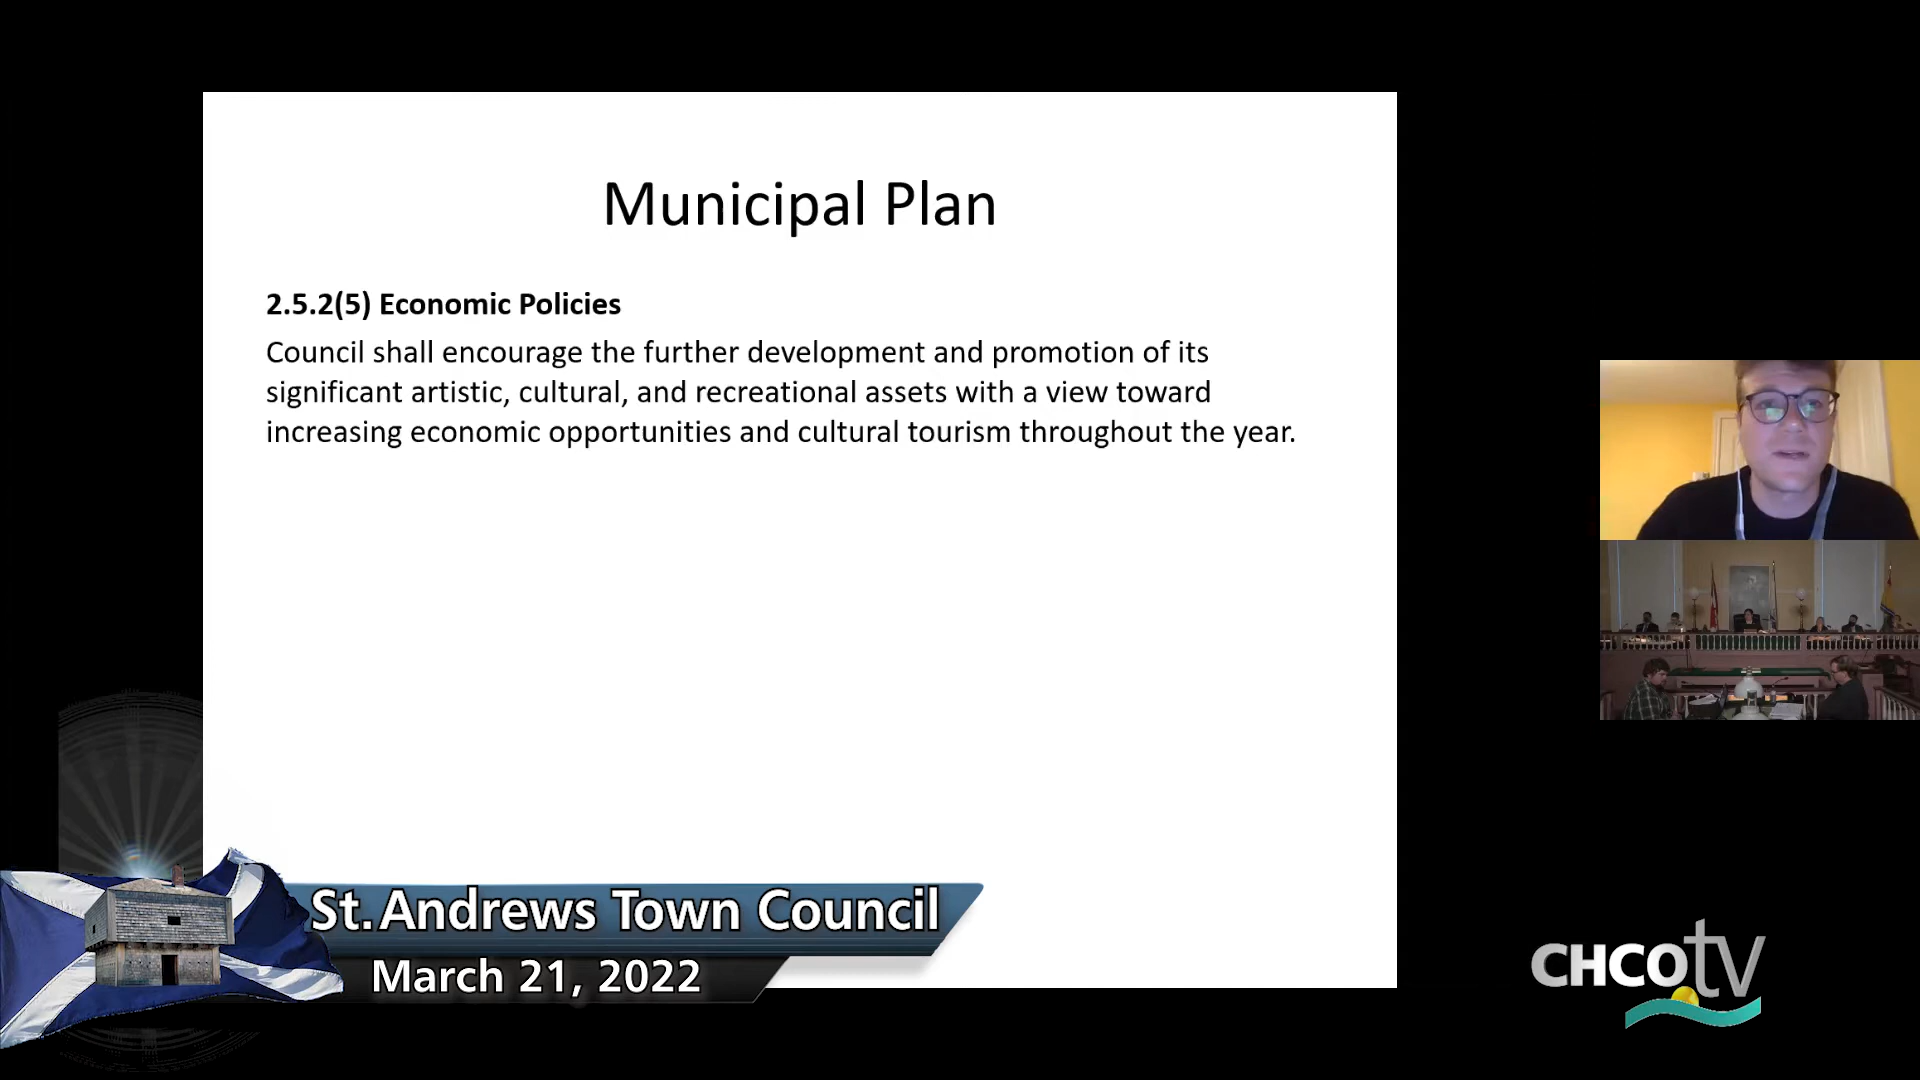 Municipal Plan
2.5.2(5) Economic Policies
Council shall encourage the further development and promotion of its
significant artistic, cultural, and recreational assets with a view toward
increasing economic opportunities and cultural tourism throughout the year.
St. Andrews Town Council
March 21, 2022
CHCO.tv